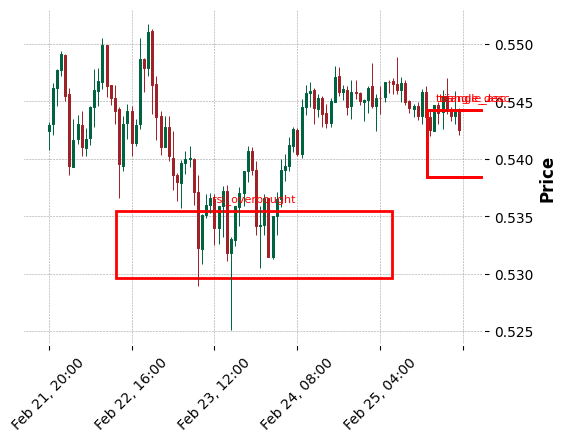 0.550
0.545
0.540
0.535
0.530
0.525
Price
rsi_overbought
Feb 21, 20:00
Feb 22, 16:00
Feb 23, 12:00
Feb 24, 08:00
Feb 25, 04:00